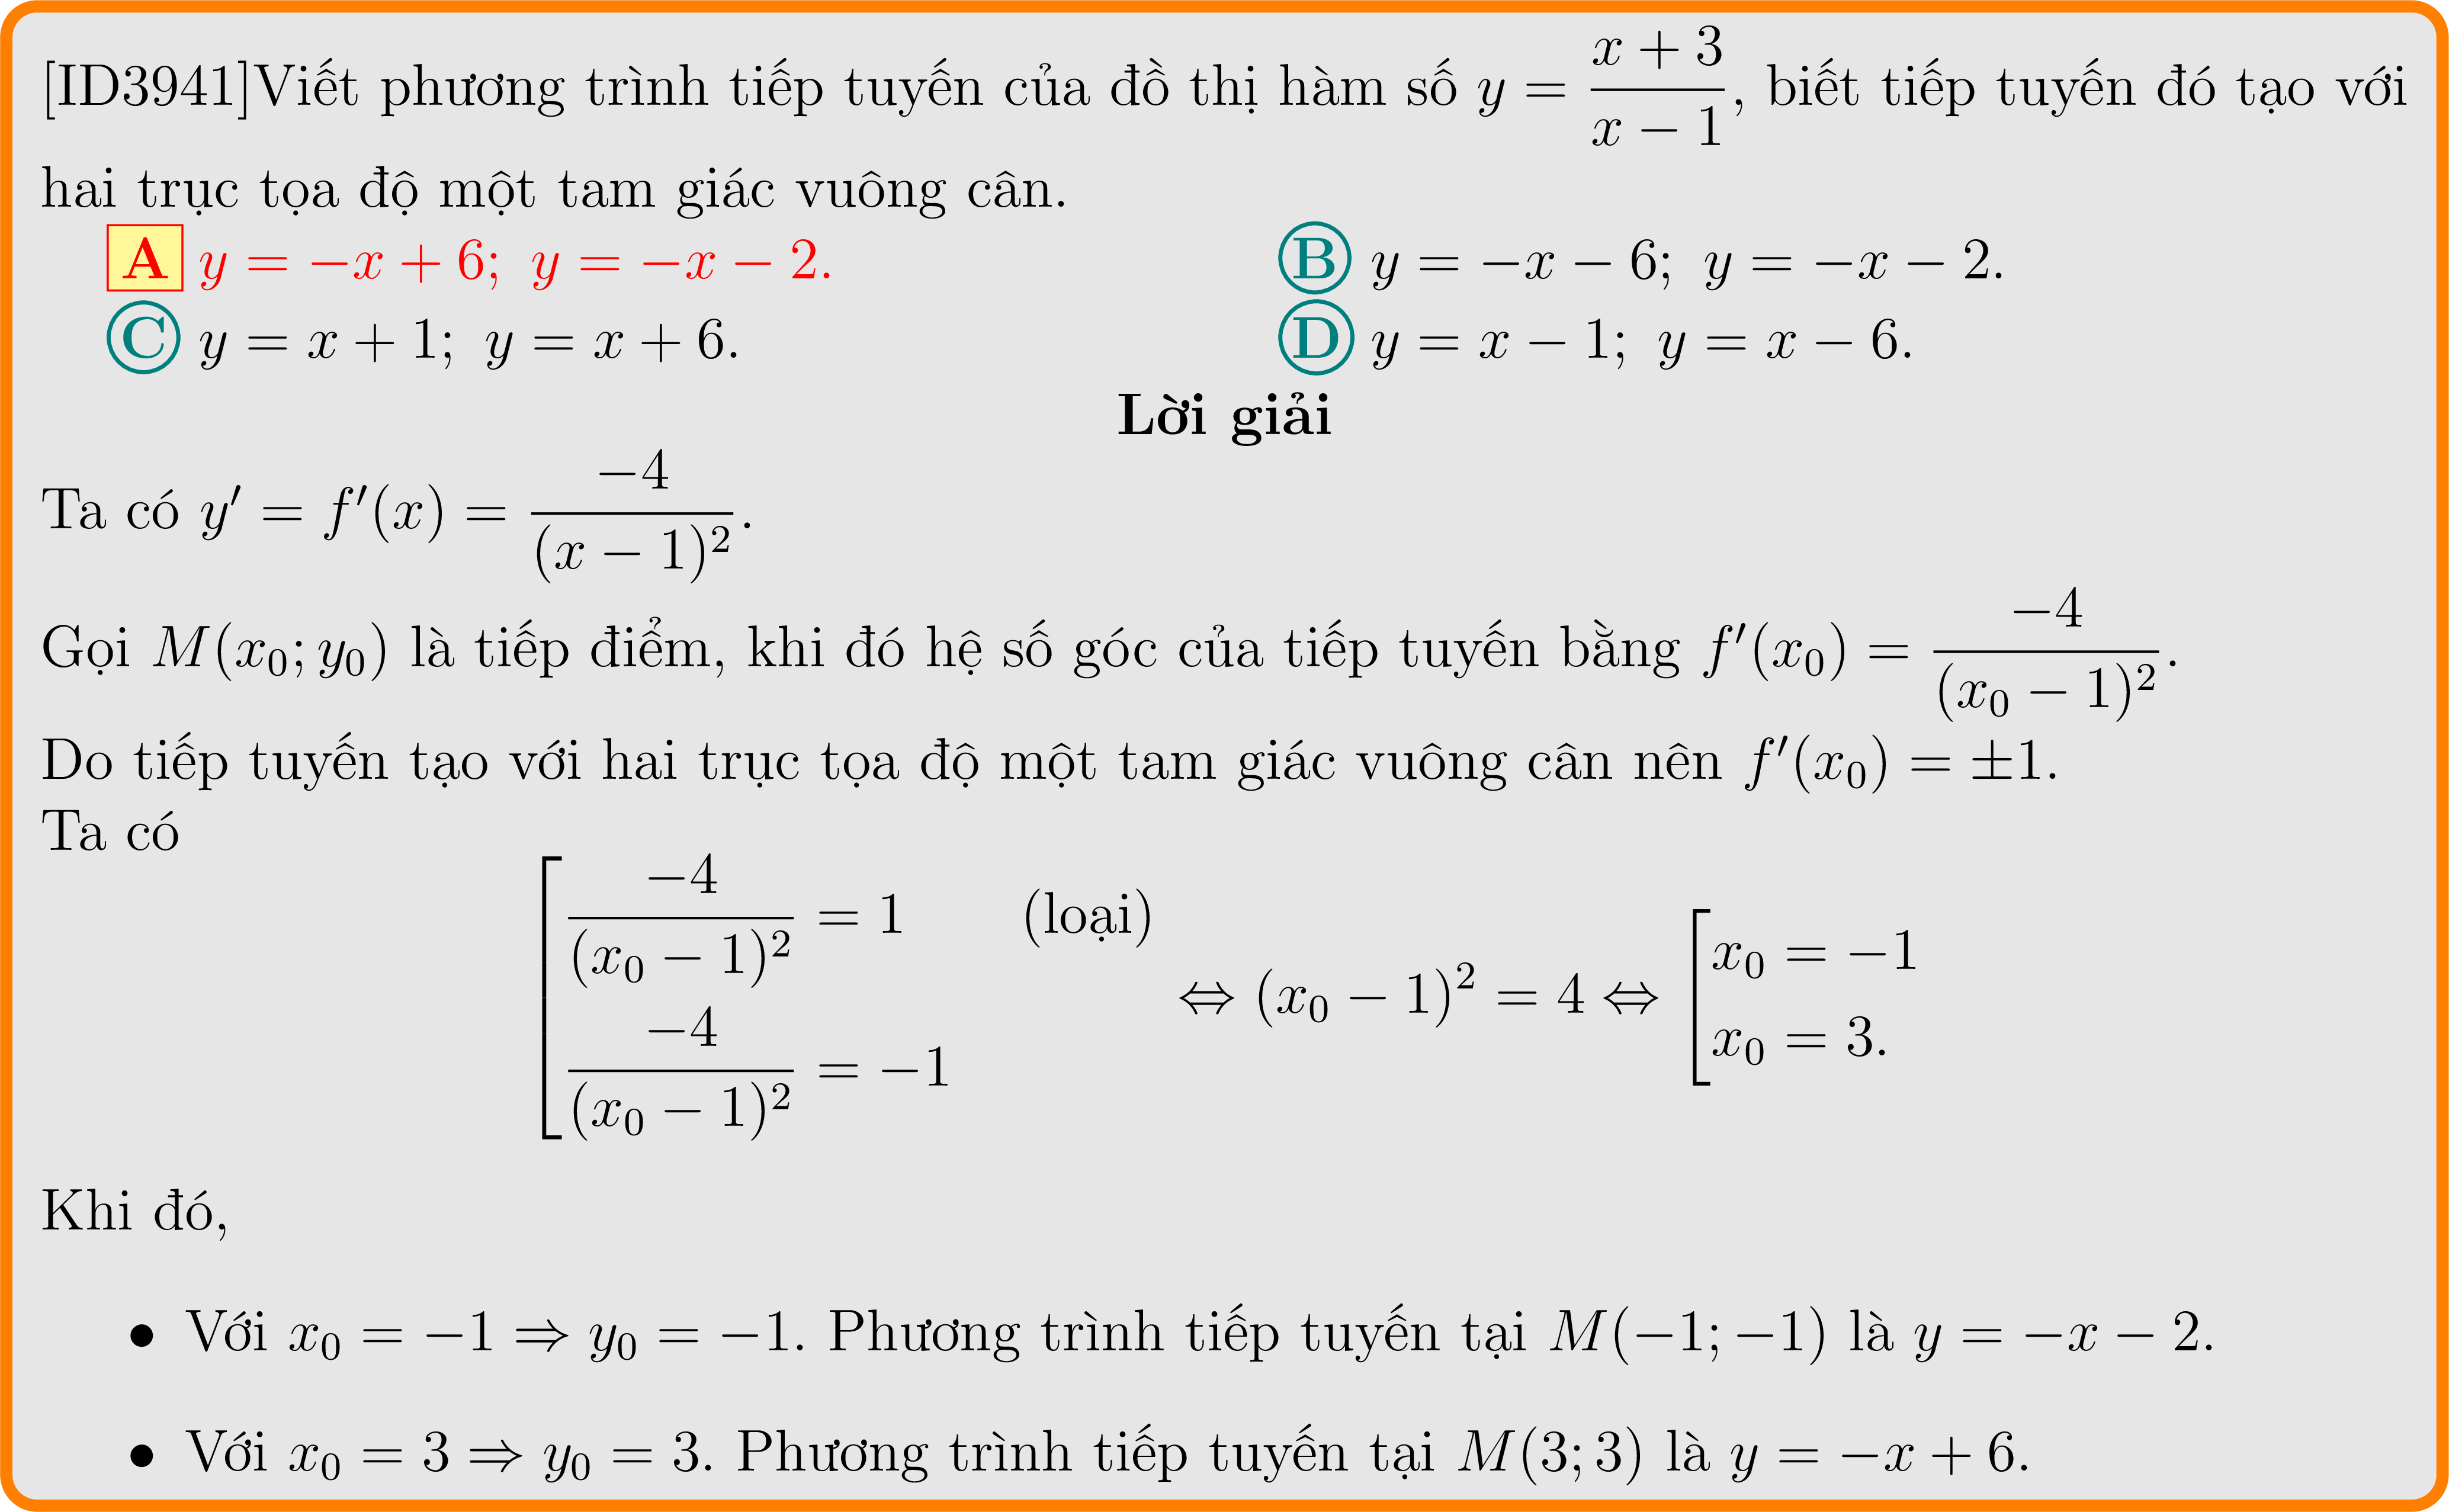 [ID3941]Viết phương trình tiếp tuyến của đồ thị hàm số $y = \dfrac{x+3}{x-1}$, biết tiếp tuyến đó tạo với
hai trục tọa độ một tam giác vuông cân.
A $y = -x + 6;\ y = -x - 2.$ B $y = -x - 6;\ y = -x - 2.$
C $y = x + 1;\ y = x + 6.$ D $y = x - 1;\ y = x - 6.$
Lời giải
Ta có $y' = f'(x) = \dfrac{-4}{(x-1)^2}$.
Gọi $M(x_0; y_0)$ là tiếp điểm, khi đó hệ số góc của tiếp tuyến bằng $f'(x_0) = \dfrac{-4}{(x_0-1)^2}$.
Do tiếp tuyến tạo với hai trục tọa độ một tam giác vuông cân nên $f'(x_0) = \pm 1$.
Ta có
$\left[\begin{array}{l} \dfrac{-4}{(x_0-1)^2} = 1 \quad \text{(loại)} \\ \dfrac{-4}{(x_0-1)^2} = -1 \end{array}\right. \Leftrightarrow (x_0-1)^2 = 4 \Leftrightarrow \left[\begin{array}{l} x_0 = -1 \\ x_0 = 3. \end{array}\right.$
Khi đó,
• Với $x_0 = -1 \Rightarrow y_0 = -1$. Phương trình tiếp tuyến tại $M(-1; -1)$ là $y = -x - 2$.
• Với $x_0 = 3 \Rightarrow y_0 = 3$. Phương trình tiếp tuyến tại $M(3; 3)$ là $y = -x + 6$.